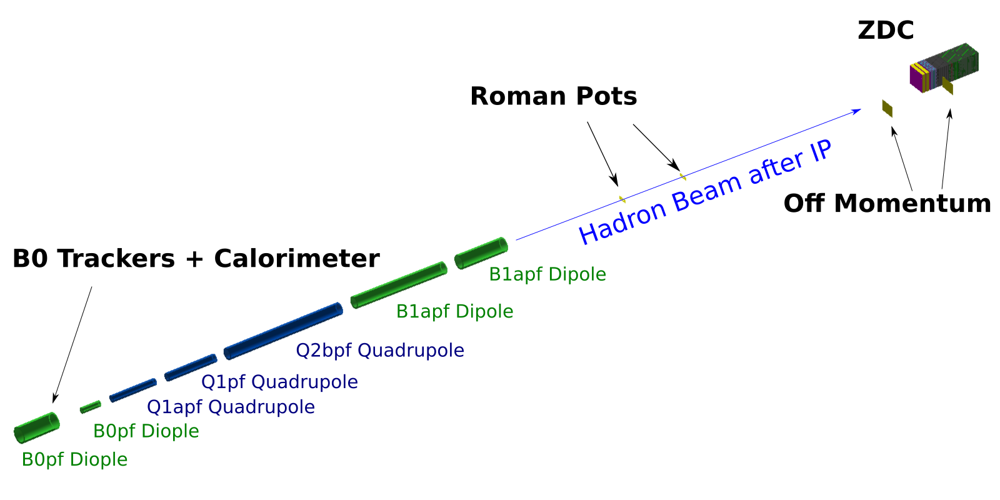 ZDC
Roman Pots
Hadron Beam after IP
Off Momentum
B0 Trackers + Calorimeter
B1apf Dipole
B1apf Dipole
Q2bpf Quadrupole
Q1pf Quadrupole
Q1apf Quadrupole
B0pf Diople
B0pf Diople